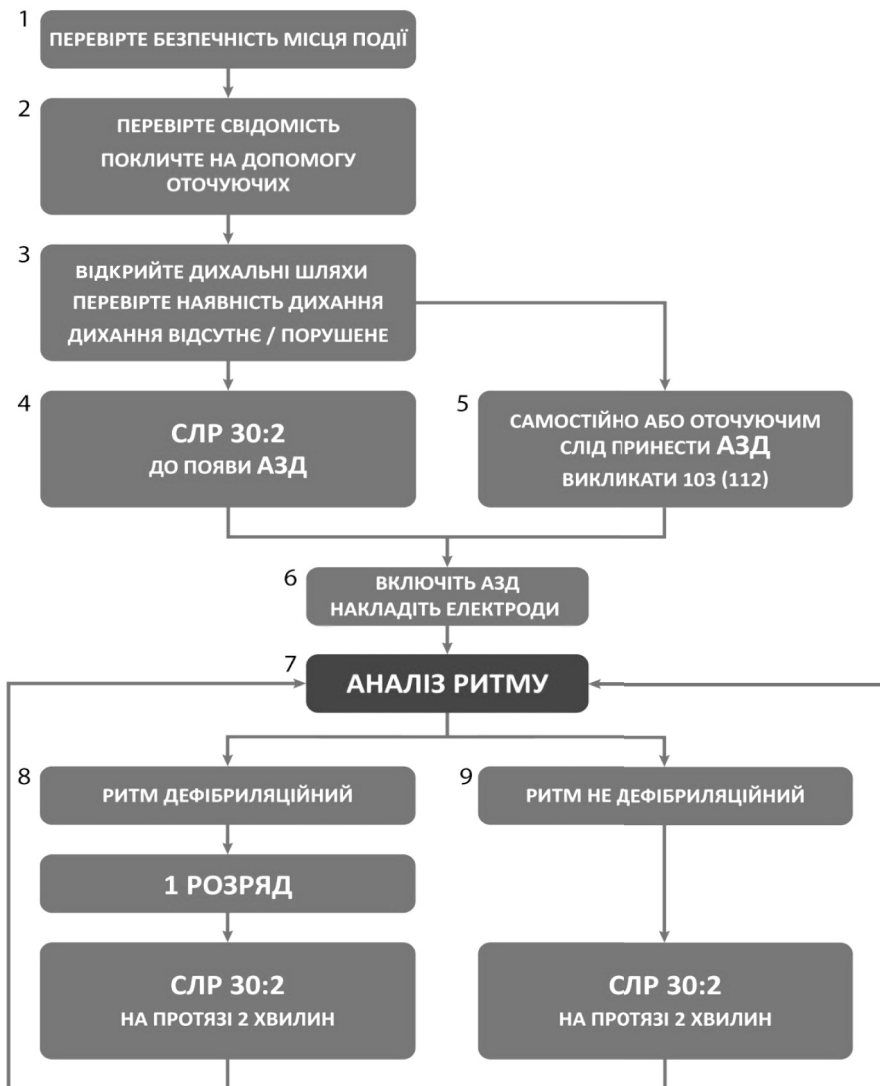 1
ПЕРЕВІРТЕ БЕЗПЕЧНІСТЬ МІСЦЯ ПОДІЇ
2
ПЕРЕВІРТЕ СВІДОМІСТЬ
ПОКЛИЧТЕ НА ДОПОМОГУ
ОТОЧУЮЧИХ
3
ВІДКРИЙТЕ ДИХАЛЬНІ ШЛЯХИ
ПЕРЕВІРТЕ НАЯВНІСТЬ ДИХАННЯ
ДИХАННЯ ВІДСУТНЄ / ПОРУШЕНЕ
4
СЛР 30:2
ДО ПОЯВИ АЗД
5
САМОСТІЙНО АБО ОТОЧУЮЧИМ
СЛІД ПРИНЕСТИ АЗД
ВИКЛИКАТИ 103 (112)
6
ВКЛЮЧІТЬ АЗД
НАКЛАДІТЬ ЕЛЕКТРОДИ
7
АНАЛІЗ РИТМУ
8
РИТМ ДЕФІБРИЛЯЦІЙНИЙ
1 РОЗРЯД
СЛР 30:2
НА ПРОТЯЗІ 2 ХВИЛИН
9
РИТМ НЕ ДЕФІБРИЛЯЦІЙНИЙ
СЛР 30:2
НА ПРОТЯЗІ 2 ХВИЛИН